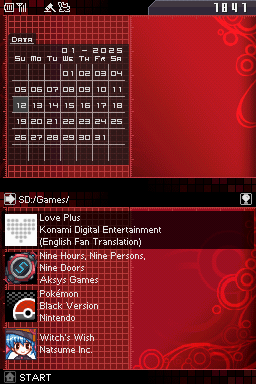 1841
Data
01 - 2025
Su Mo Tu We Th Fr Sa
01 02 03 04
05 06 07 08 09 10 11
12 13 14 15 16 17 18
19 20 21 22 23 24 25
26 27 28 29 30 31
SD:/Games/
Love Plus
Konami Digital Entertainment
(English Fan Translation)
Nine Hours, Nine Persons,
Nine Doors
Aksys Games
Pokémon
Black Version
Nintendo
Witch's Wish
Natsume Inc.
START